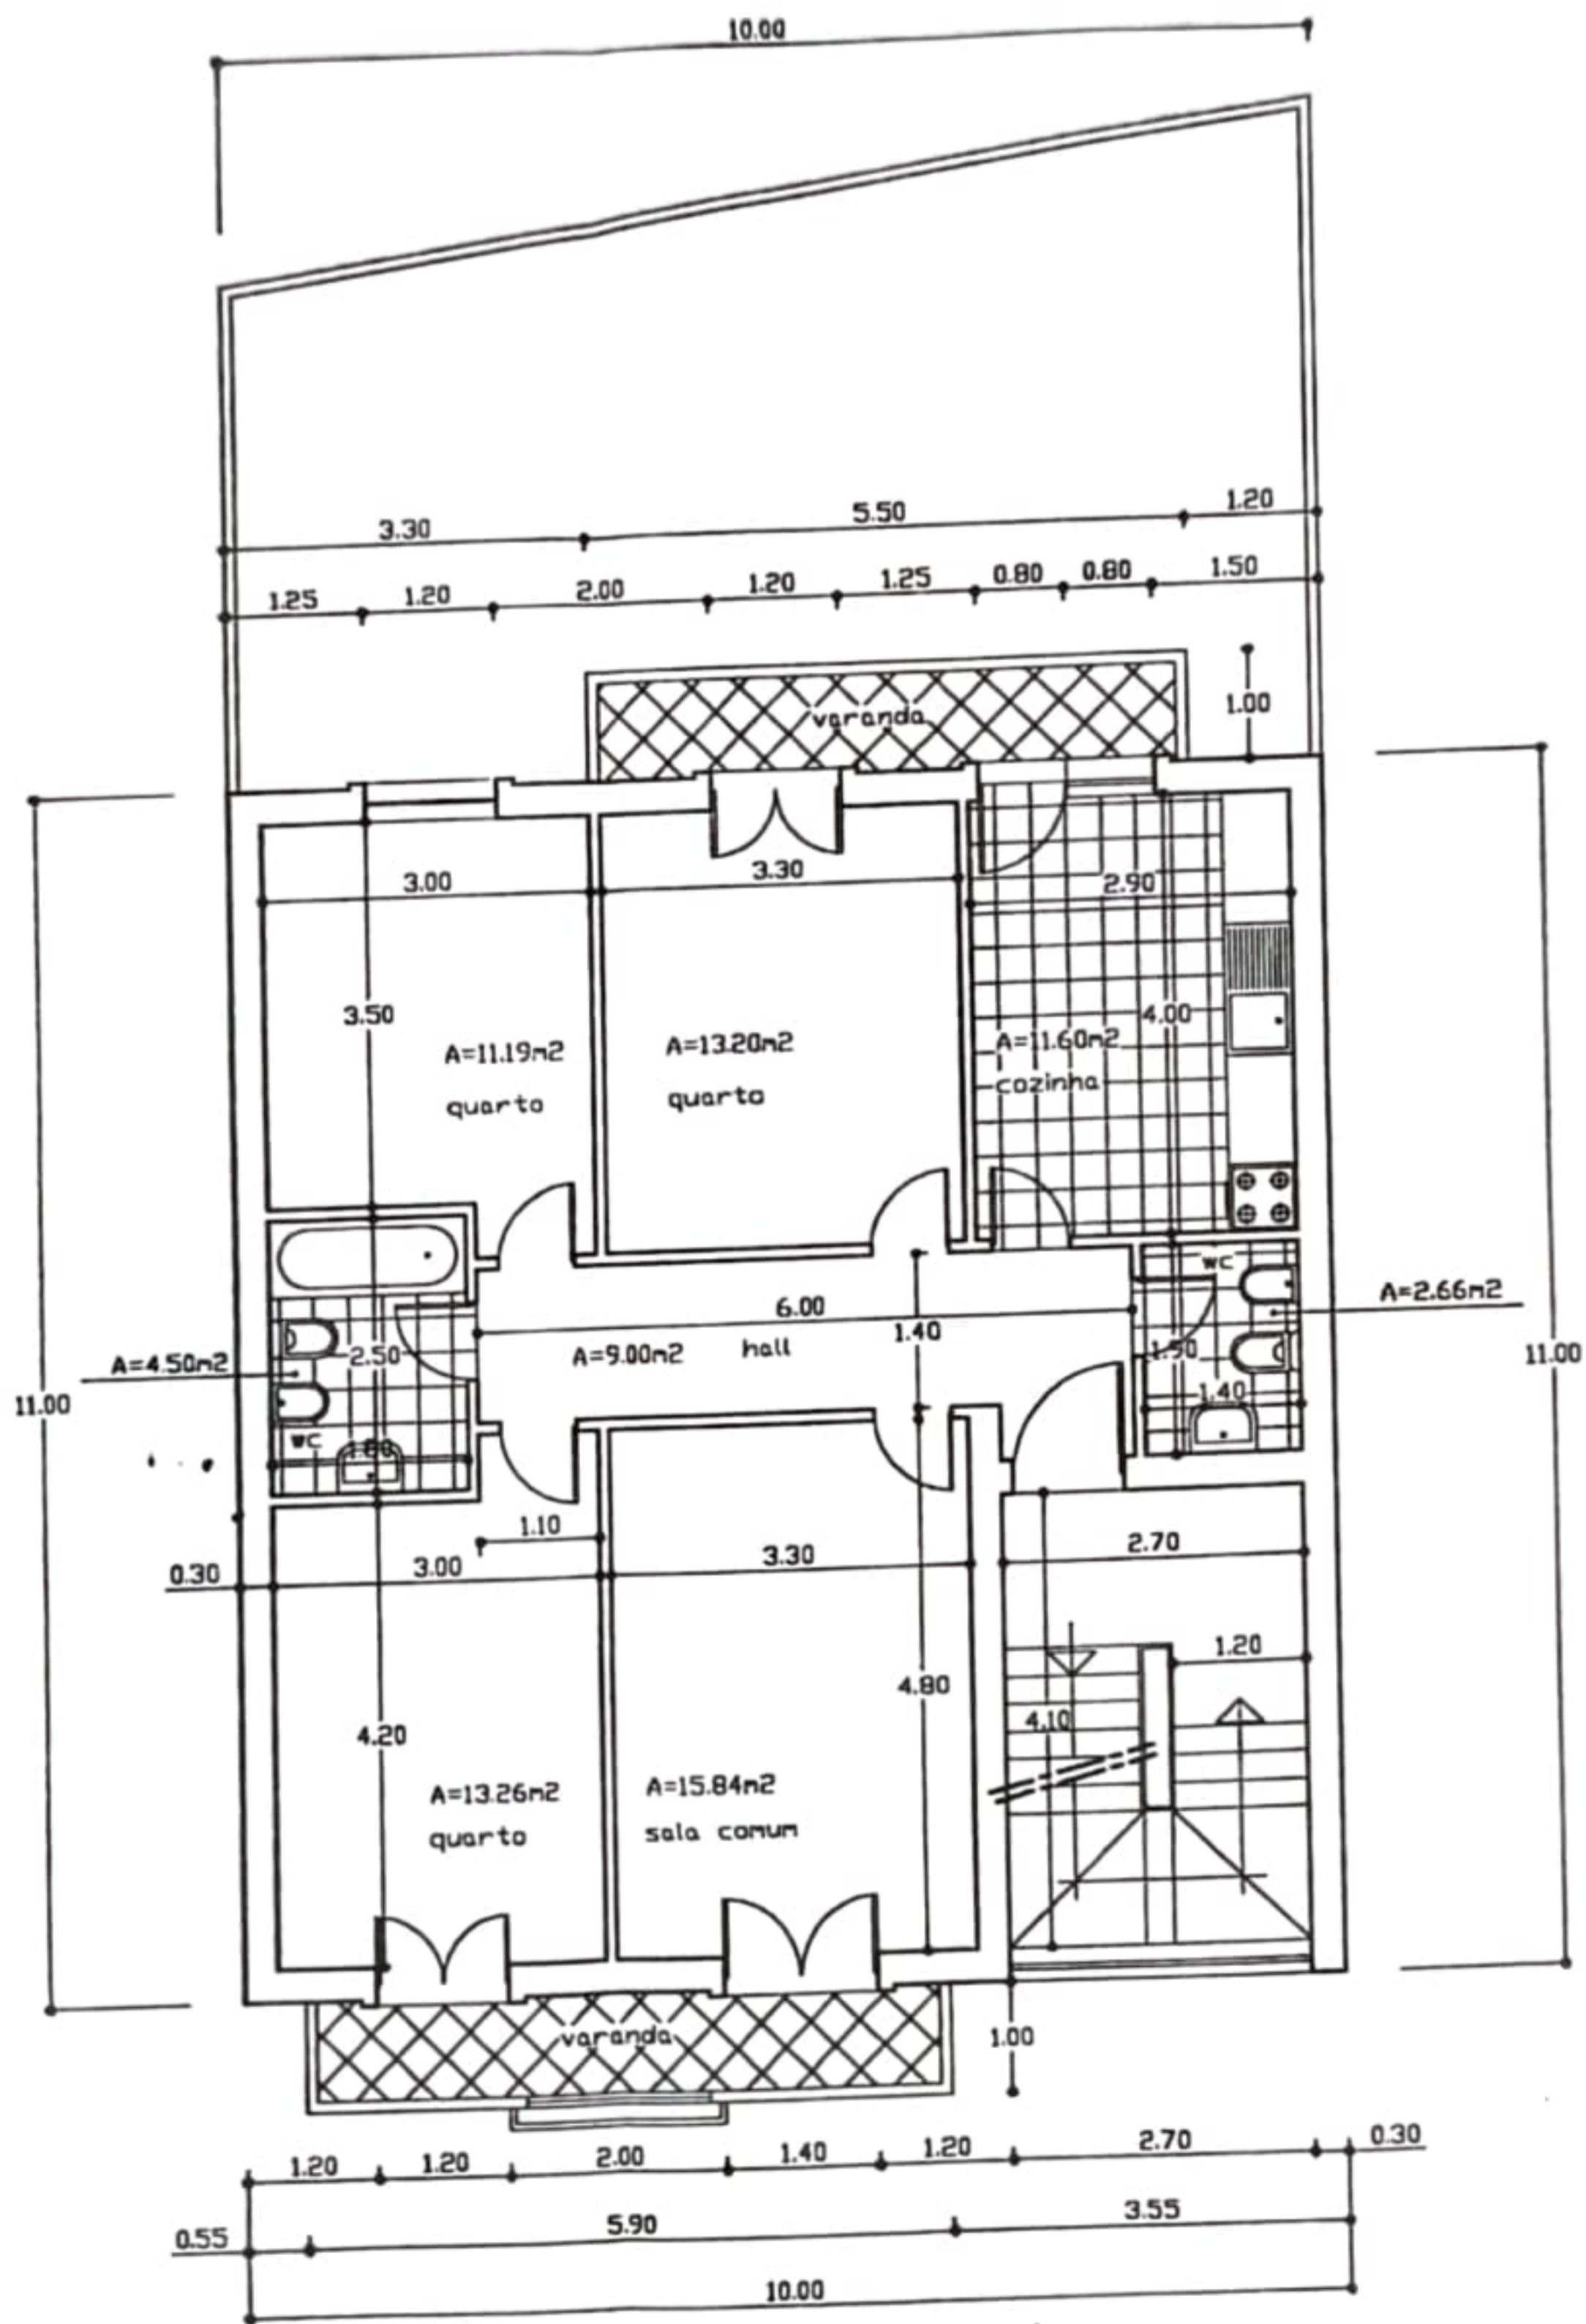 10.00
3.30 5.50 1.20
1.25 1.20 2.00 1.20 1.25 0.80 0.80 1.50
varanda
1.00
3.00 3.30 2.90
3.50
4.00
A=11.19m2
quarto
A=13.20m2
quarto
A=11.60m2
cozinha
wc
A=2.66m2
6.00
1.40
A=9.00m2 hall
1.90
1.40
2.50
A=4.50m2
wc
1.80
11.00
11.00
1.10
0.30 3.00 3.30 2.70
1.20
4.80
4.10
4.20
A=13.26m2
quarto
A=15.84m2
sala comum
varanda
1.00
1.20 1.20 2.00 1.40 1.20 2.70 0.30
0.55 5.90 3.55
10.00